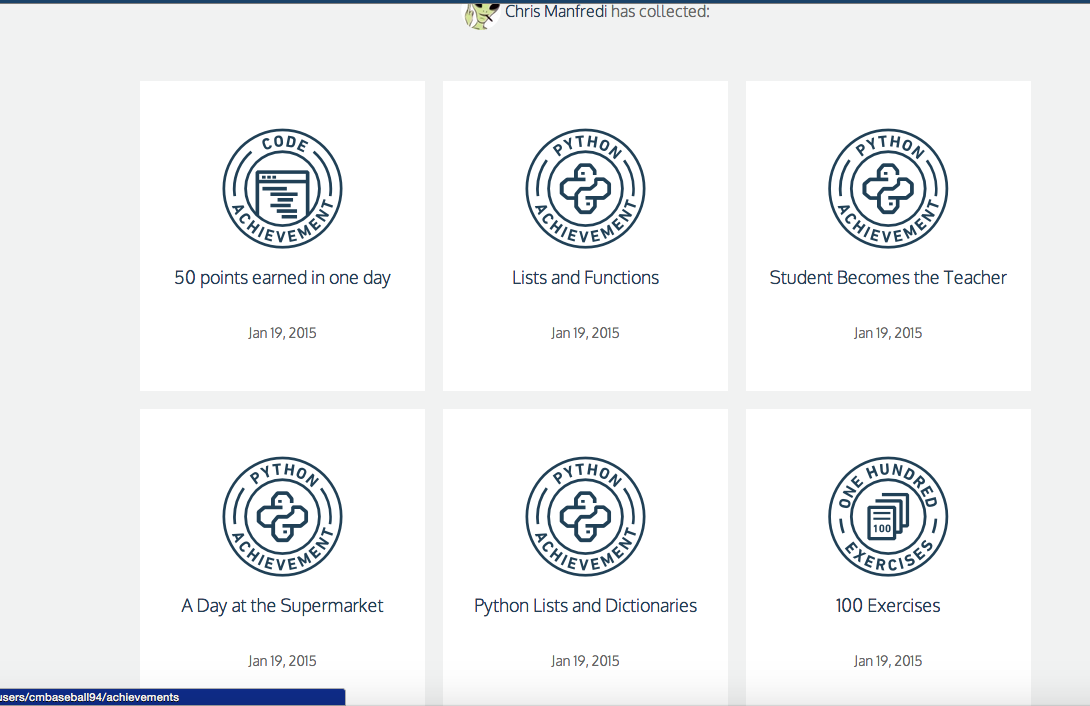 Chris Manfredi has collected:
CODE ACHIEVEMENT
PYTHON ACHIEVEMENT
PYTHON ACHIEVEMENT
50 points earned in one day
Lists and Functions
Student Becomes the Teacher
Jan 19, 2015
Jan 19, 2015
Jan 19, 2015
PYTHON ACHIEVEMENT
PYTHON ACHIEVEMENT
ONE HUNDRED EXERCISES
100
A Day at the Supermarket
Python Lists and Dictionaries
100 Exercises
Jan 19, 2015
Jan 19, 2015
Jan 19, 2015
users/cmbaseball94/achievements